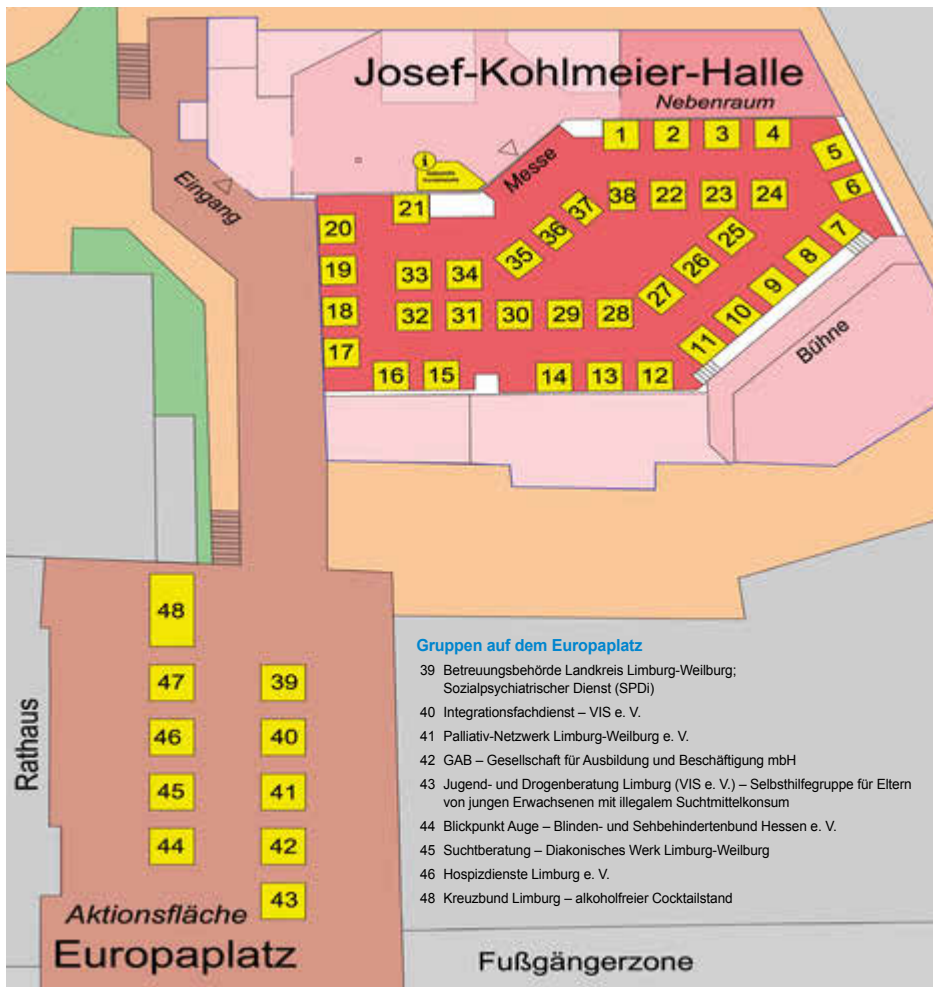 Josef-Kohlmeier-Halle
Nebenraum
1 2 3 4
5
i
Messe
6
Eingang
38 22 23 24
37
21
36
25
7
20
35
26
8
19
33 34
27
9
18
32 31 30 29 28
10
11
Bühne
17
16 15 14 13 12
48
47 39
46 40
45 41
44 42
43
Rathaus
Aktionsfläche
Europaplatz
Gruppen auf dem Europaplatz
39 Betreuungsbehörde Landkreis Limburg-Weilburg;
Sozialpsychiatrischer Dienst (SPDi)
40 Integrationsfachdienst – VIS e. V.
41 Palliativ-Netzwerk Limburg-Weilburg e. V.
42 GAB – Gesellschaft für Ausbildung und Beschäftigung mbH
43 Jugend- und Drogenberatung Limburg (VIS e. V.) – Selbsthilfegruppe für Eltern
von jungen Erwachsenen mit illegalem Suchtmittelkonsum
44 Blickpunkt Auge – Blinden- und Sehbehindertenbund Hessen e. V.
45 Suchtberatung – Diakonisches Werk Limburg-Weilburg
46 Hospizdienste Limburg e. V.
48 Kreuzbund Limburg – alkoholfreier Cocktailstand
Fußgängerzone